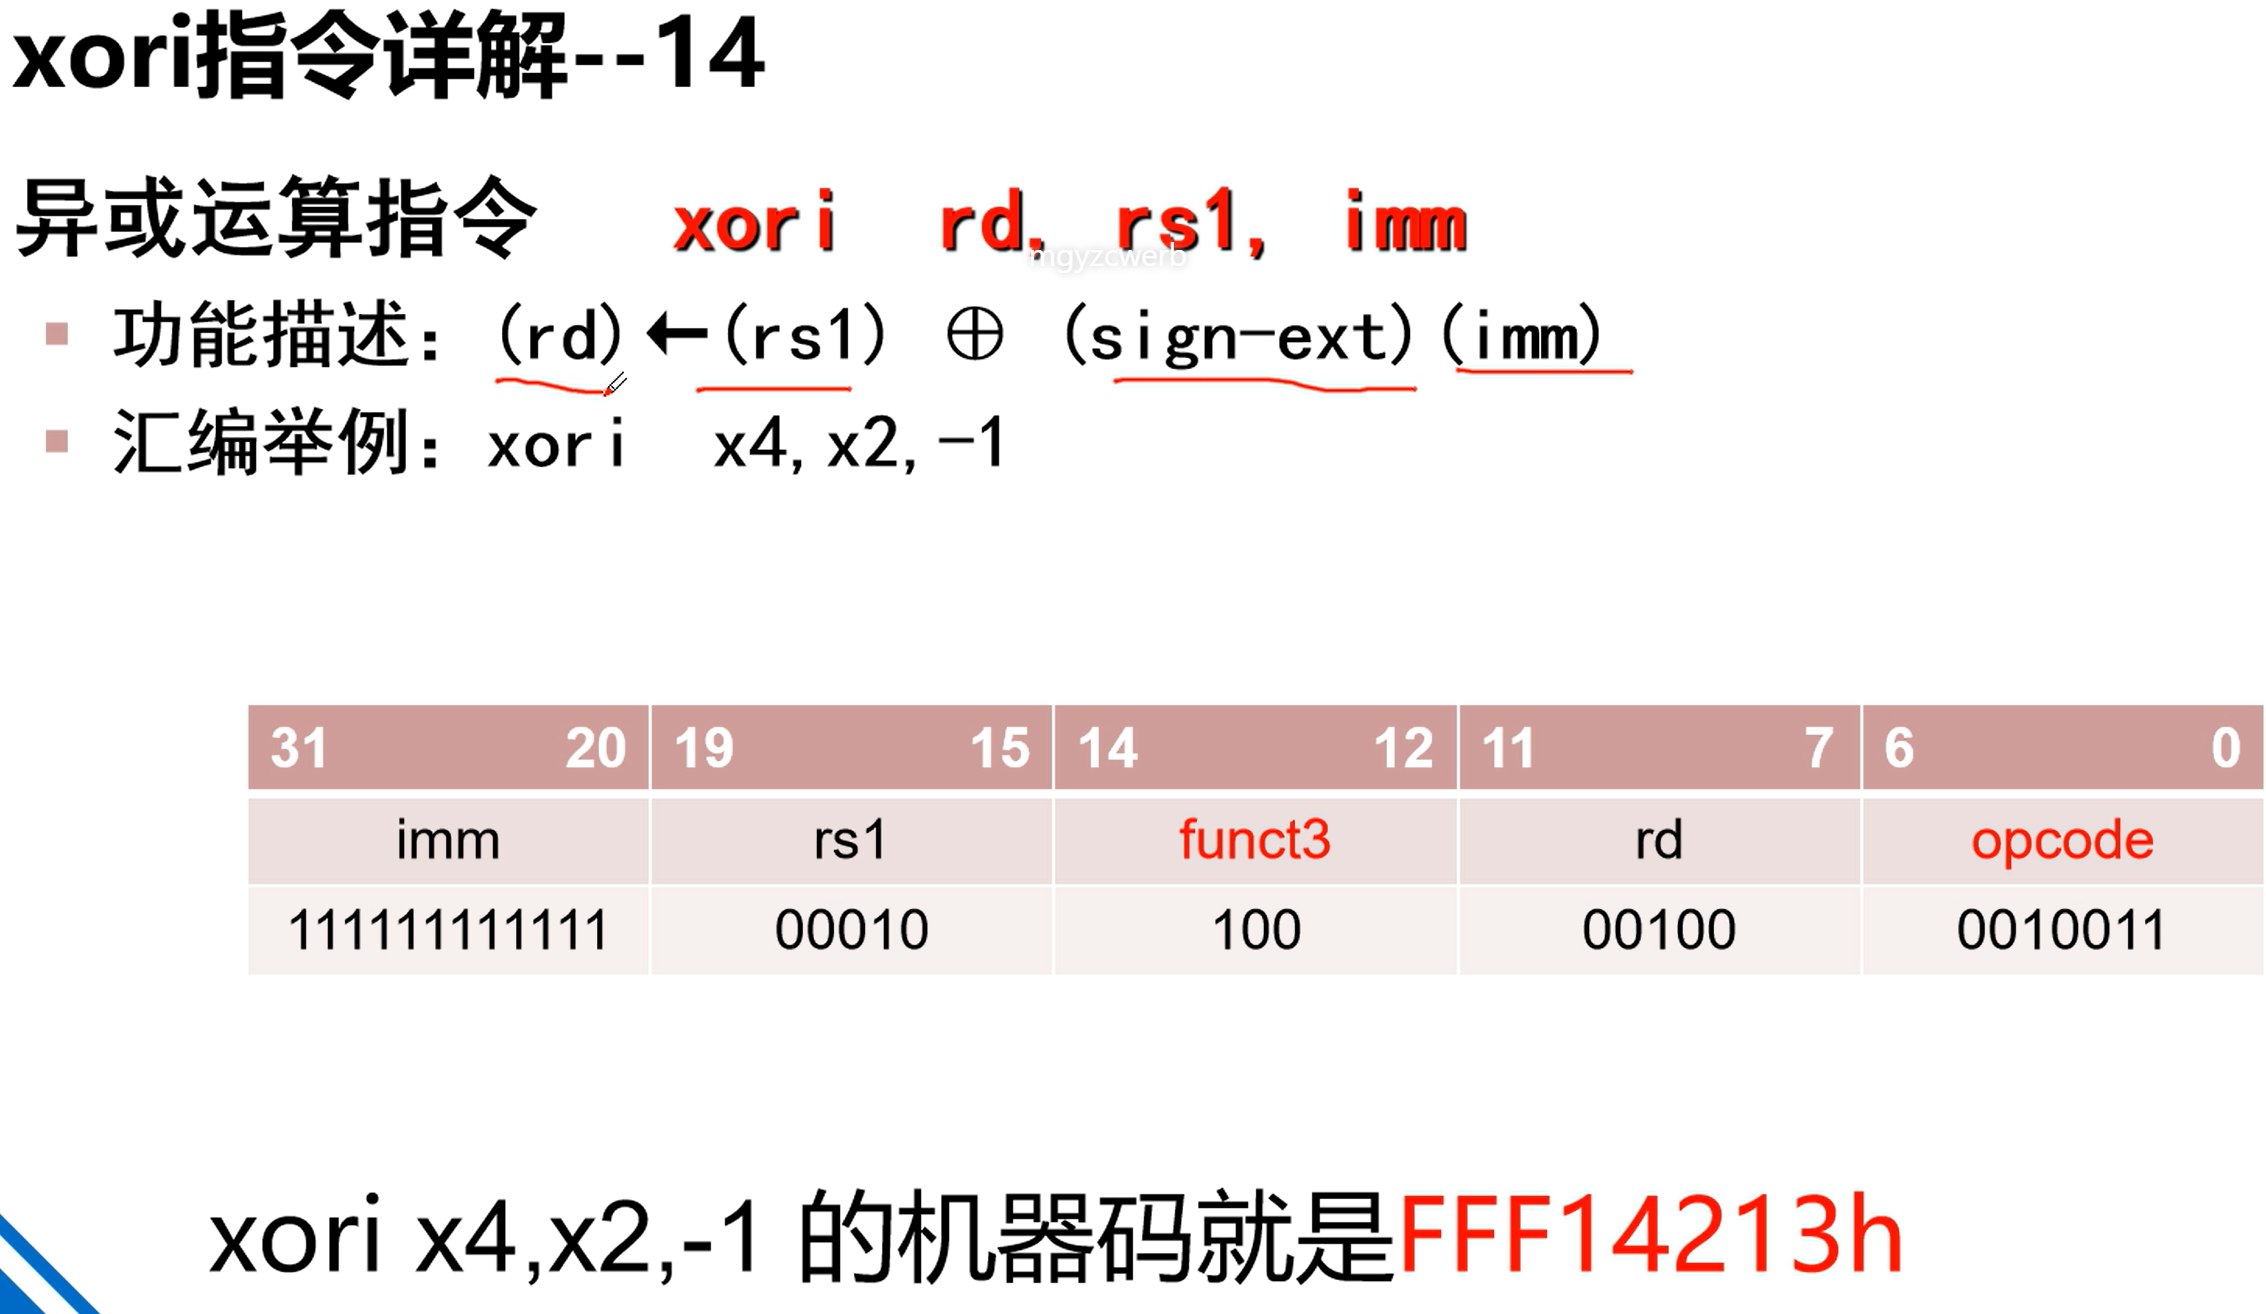 xori指令详解--14
异或运算指令 xori rd, rs1, imm
mgyzcwerb
▪ 功能描述：(rd)←(rs1) ⊕ (sign-ext)(imm)
▪ 汇编举例：xori x4,x2,-1
31 20 19 15 14 12 11 7 6 0
imm rs1 funct3 rd opcode
111111111111 00010 100 00100 0010011
xori x4,x2,-1 的机器码就是FFF14213h